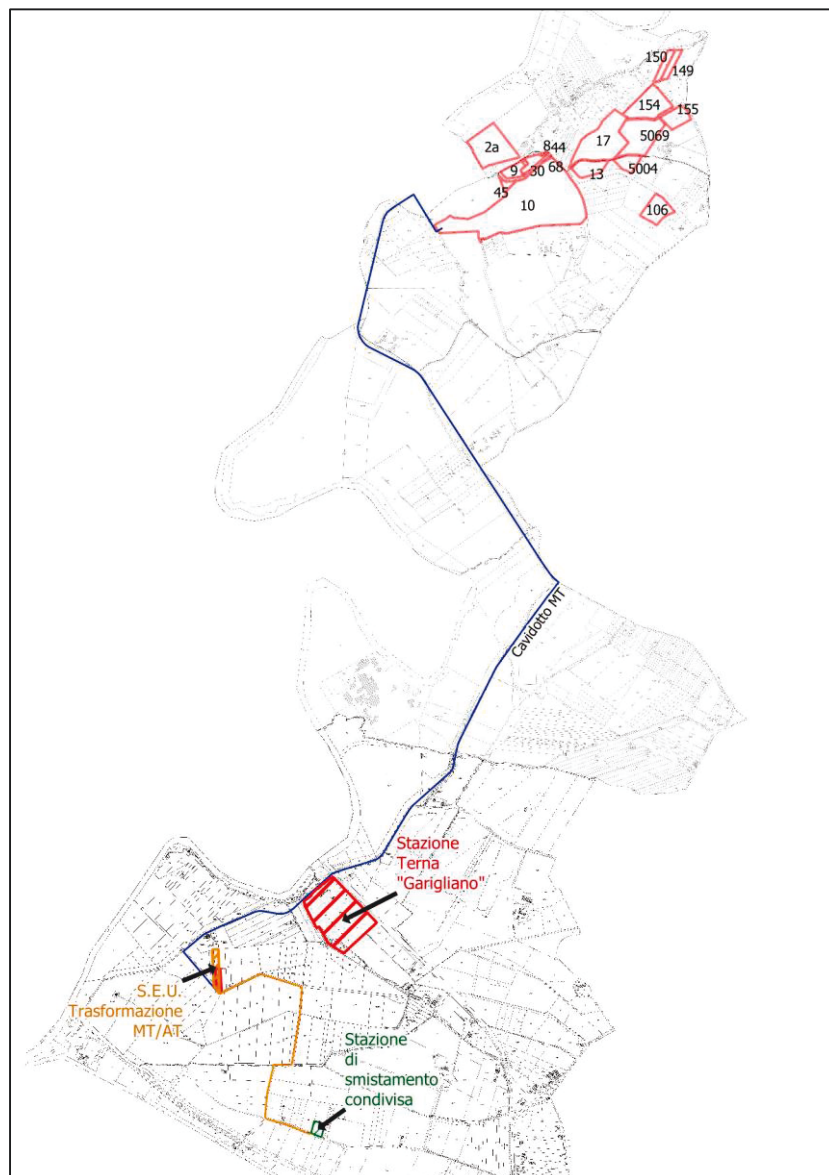 150
149
154
155
2a
17
5069
844
9
30
68
13
5004
45
10
106
Cavidotto MT
Stazione
Terna
"Garigliano"
S.E.U.
Trasformazione
MT/AT
Stazione
di
smistamento
condivisa